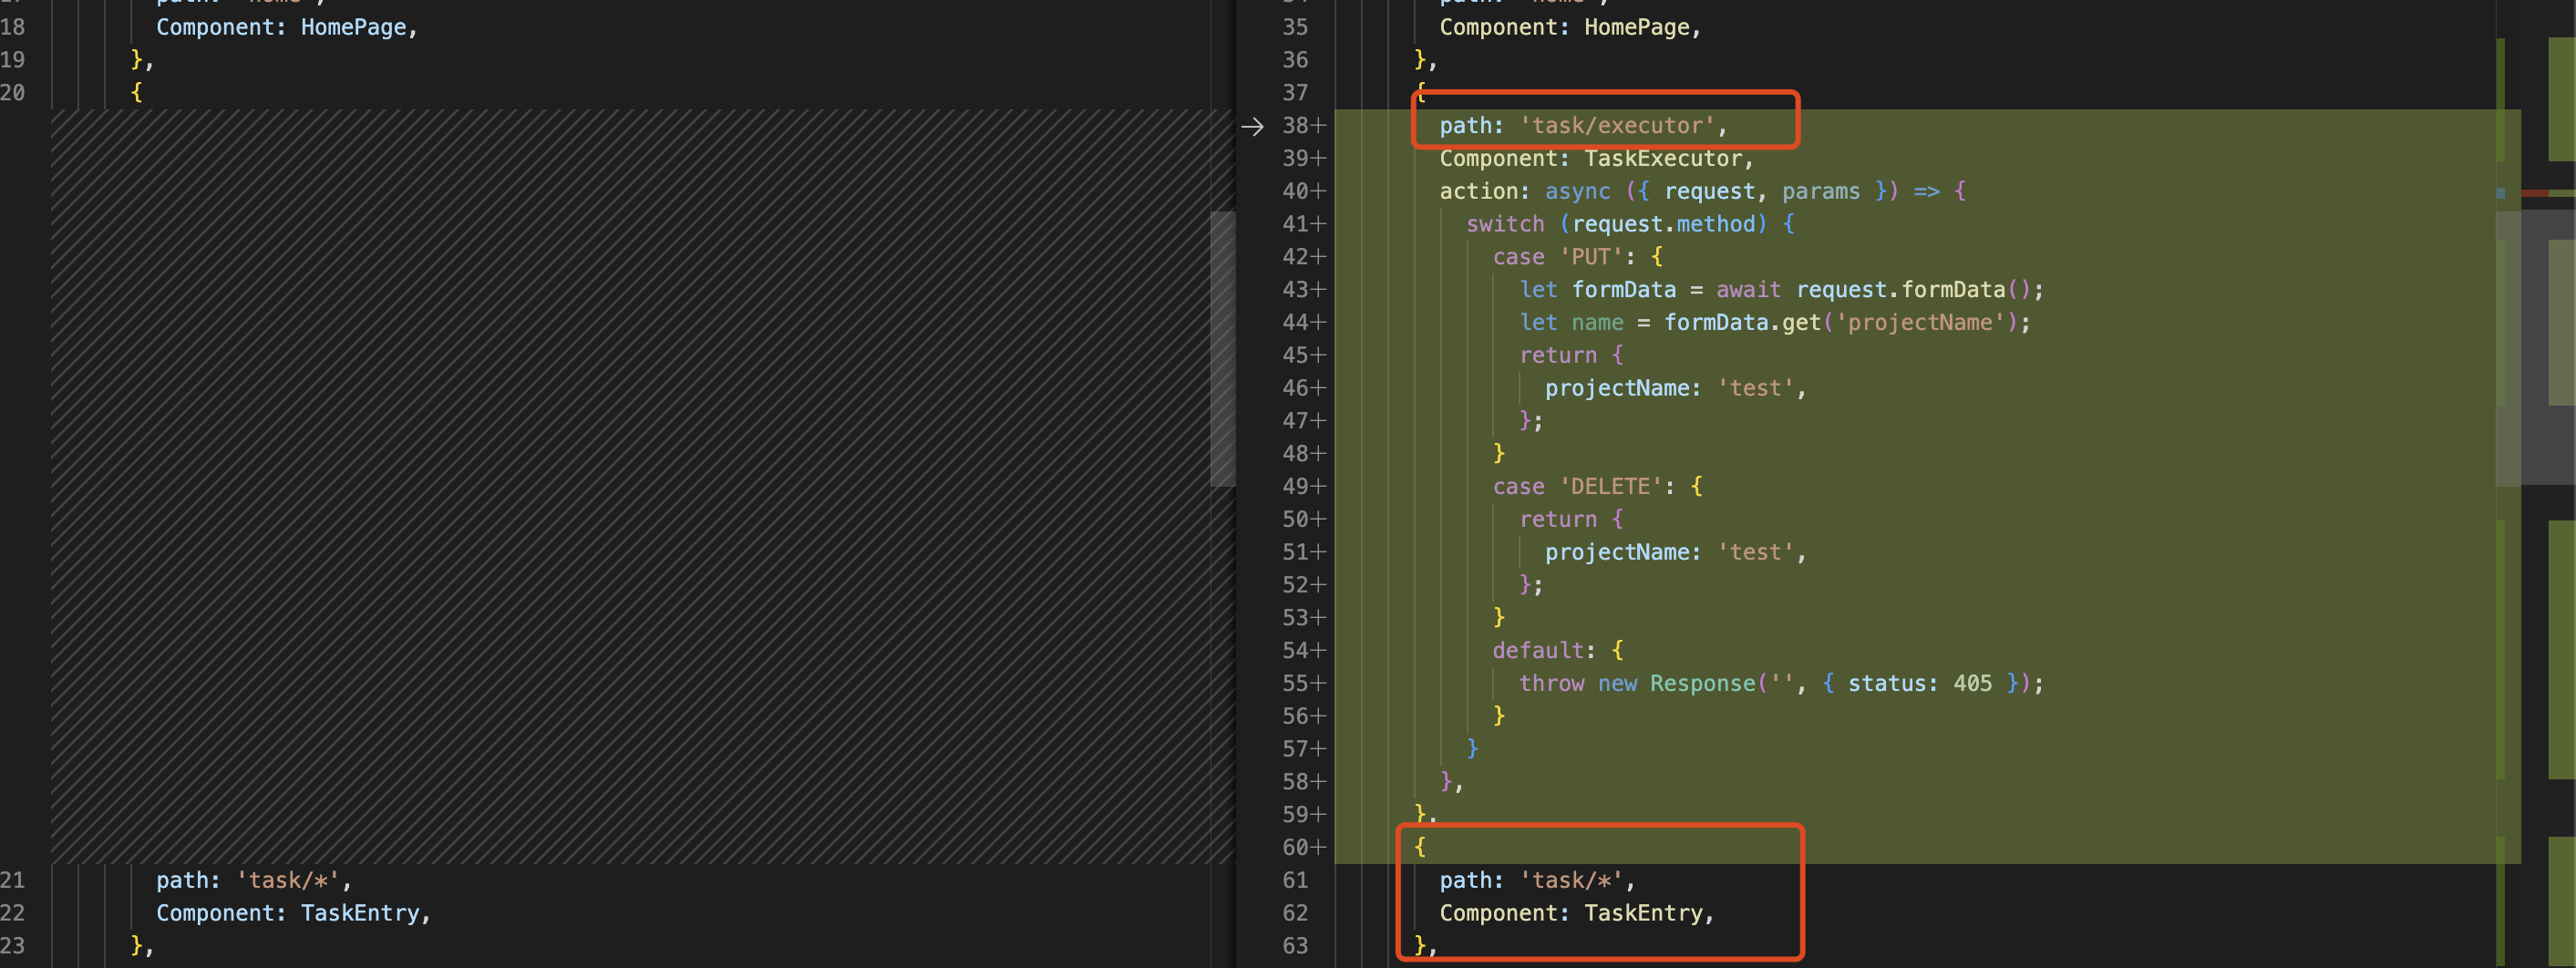 18 Component: HomePage,
19 },
20 {
21 path: 'task/*',
22 Component: TaskEntry,
23 },
35 Component: HomePage,
36 },
37 {
38+ path: 'task/executor',
39+ Component: TaskExecutor,
40+ action: async ({ request, params }) => {
41+ switch (request.method) {
42+ case 'PUT': {
43+ let formData = await request.formData();
44+ let name = formData.get('projectName');
45+ return {
46+ projectName: 'test',
47+ };
48+ }
49+ case 'DELETE': {
50+ return {
51+ projectName: 'test',
52+ };
53+ }
54+ default: {
55+ throw new Response('', { status: 405 });
56+ }
57+ }
58+ },
59+ },
60+ {
61 path: 'task/*',
62 Component: TaskEntry,
63 },